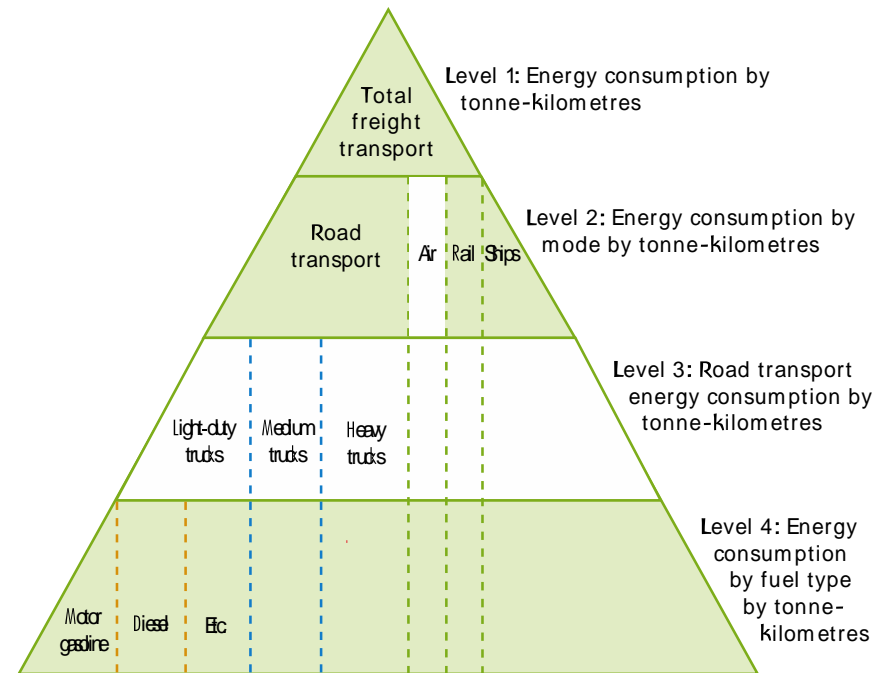 Total
freight
transport
Level 1: Energy consumption by
tonne-kilometres
Road
transport
Air
Rail
Ships
Level 2: Energy consumption by
mode by tonne-kilometres
Light-duty
trucks
Medium
trucks
Heavy
trucks
Level 3: Road transport
energy consumption by
tonne-kilometres
Motor
gasoline
Diesel
Etc.
Level 4: Energy
consumption
by fuel type
by tonne-
kilometres